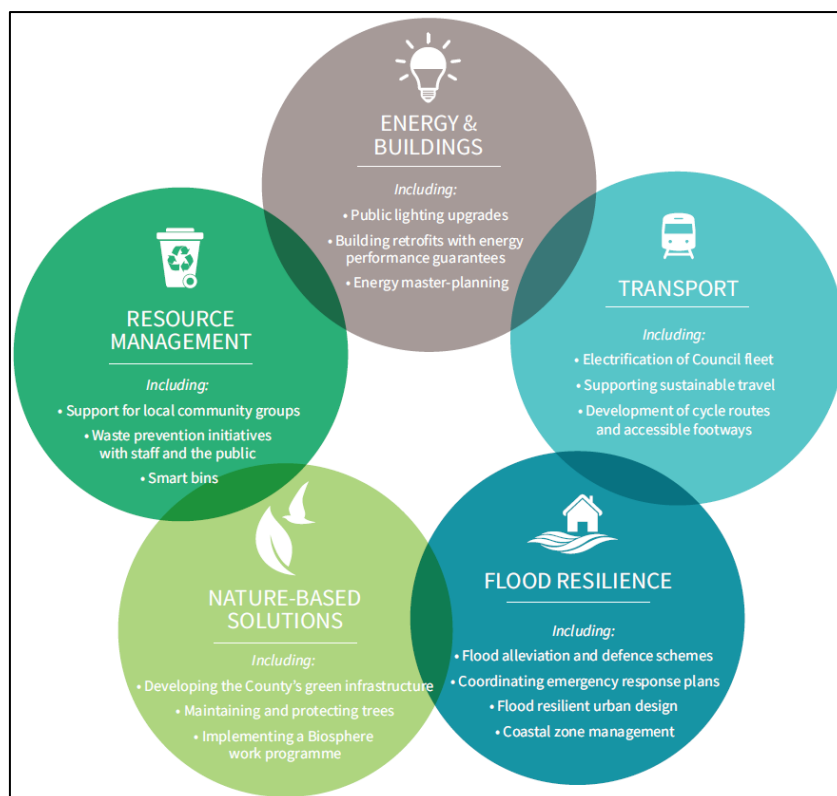 ENERGY &
BUILDINGS
Including:
• Public lighting upgrades
• Building retrofits with energy
performance guarantees
• Energy master-planning
TRANSPORT
Including:
• Electrification of Council fleet
• Supporting sustainable travel
• Development of cycle routes
and accessible footways
RESOURCE
MANAGEMENT
Including:
• Support for local community groups
• Waste prevention initiatives
with staff and the public
• Smart bins
NATURE-BASED
SOLUTIONS
Including:
• Developing the County's green infrastructure
• Maintaining and protecting trees
• Implementing a Biosphere
work programme
FLOOD RESILIENCE
Including:
• Flood alleviation and defence schemes
• Coordinating emergency response plans
• Flood resilient urban design
• Coastal zone management